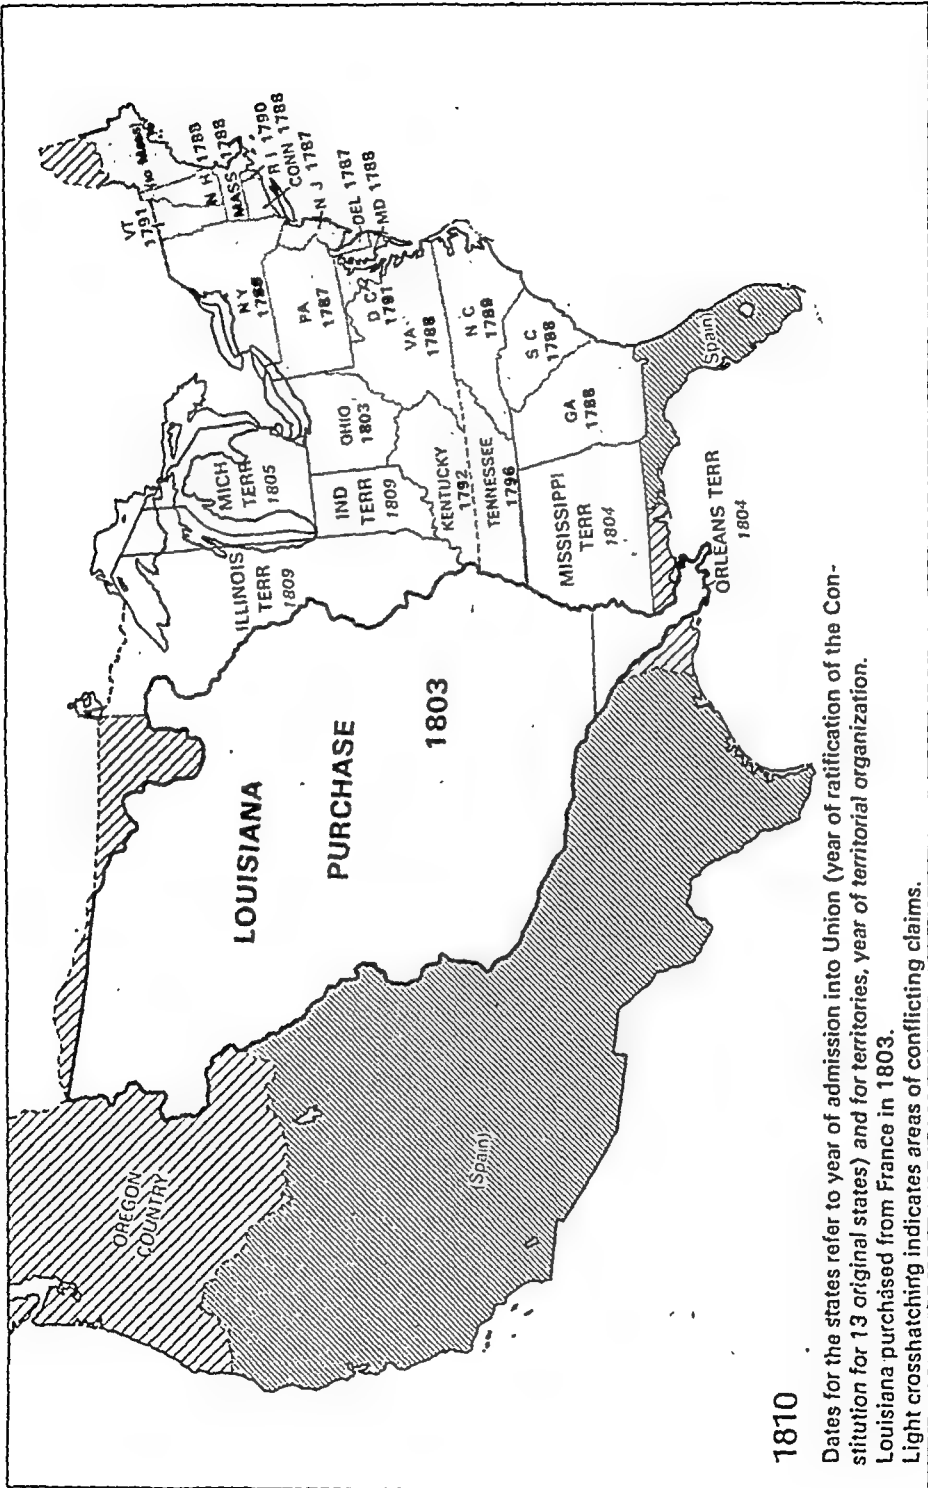 OREGON
COUNTRY
(Spain)
LOUISIANA
PURCHASE
1803
ILLINOIS
TERR
1809
MICH
TERR
1805
IND
TERR
1809
OHIO
1803
KENTUCKY
1792
TENNESSEE
1796
MISSISSIPPI
TERR
1804
ORLEANS TERR
1804
GA
1788
S C
1788
N C
1789
VA
1788
D C
1791
PA
1787
N Y
1788
VT
1791
(to Mass)
N H 1788
MASS 1788
R I 1790
CONN 1788
N J 1787
DEL 1787
MD 1788
(Spain)
1810
Dates for the states refer to year of admission into Union (year of ratification of the Con-
stitution for 13 original states) and for territories, year of territorial organization.
Louisiana purchased from France in 1803.
Light crosshatching indicates areas of conflicting claims.